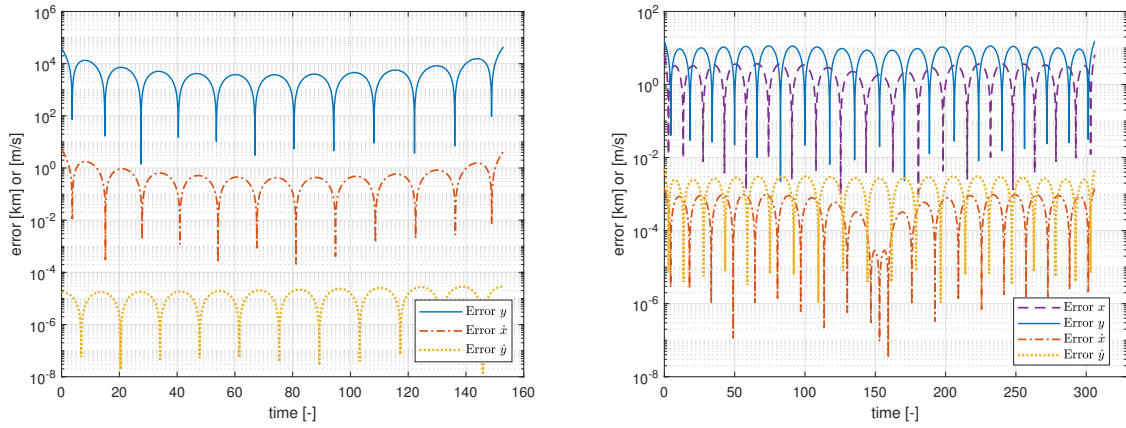 10^6
10^4
10^2
10^0
10^-2
10^-4
10^-6
10^-8
error [km] or [m/s]
0 20 40 60 80 100 120 140 160
time [-]
Error y
Error ẋ
Error ẏ
10^2
10^0
10^-2
10^-4
10^-6
10^-8
error [km] or [m/s]
0 50 100 150 200 250 300
time [-]
Error x
Error y
Error ẋ
Error ẏ